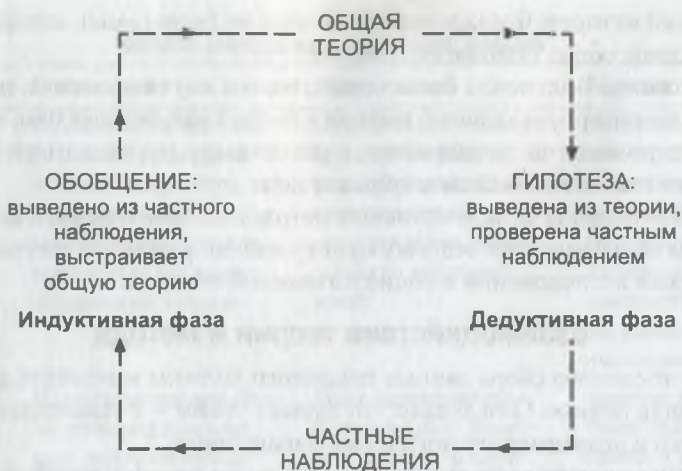 ОБЩАЯ
ТЕОРИЯ
ОБОБЩЕНИЕ:
выведено из частного
наблюдения,
выстраивает
общую теорию
Индуктивная фаза
ГИПОТЕЗА:
выведена из теории,
проверена частным
наблюдением
Дедуктивная фаза
ЧАСТНЫЕ
НАБЛЮДЕНИЯ